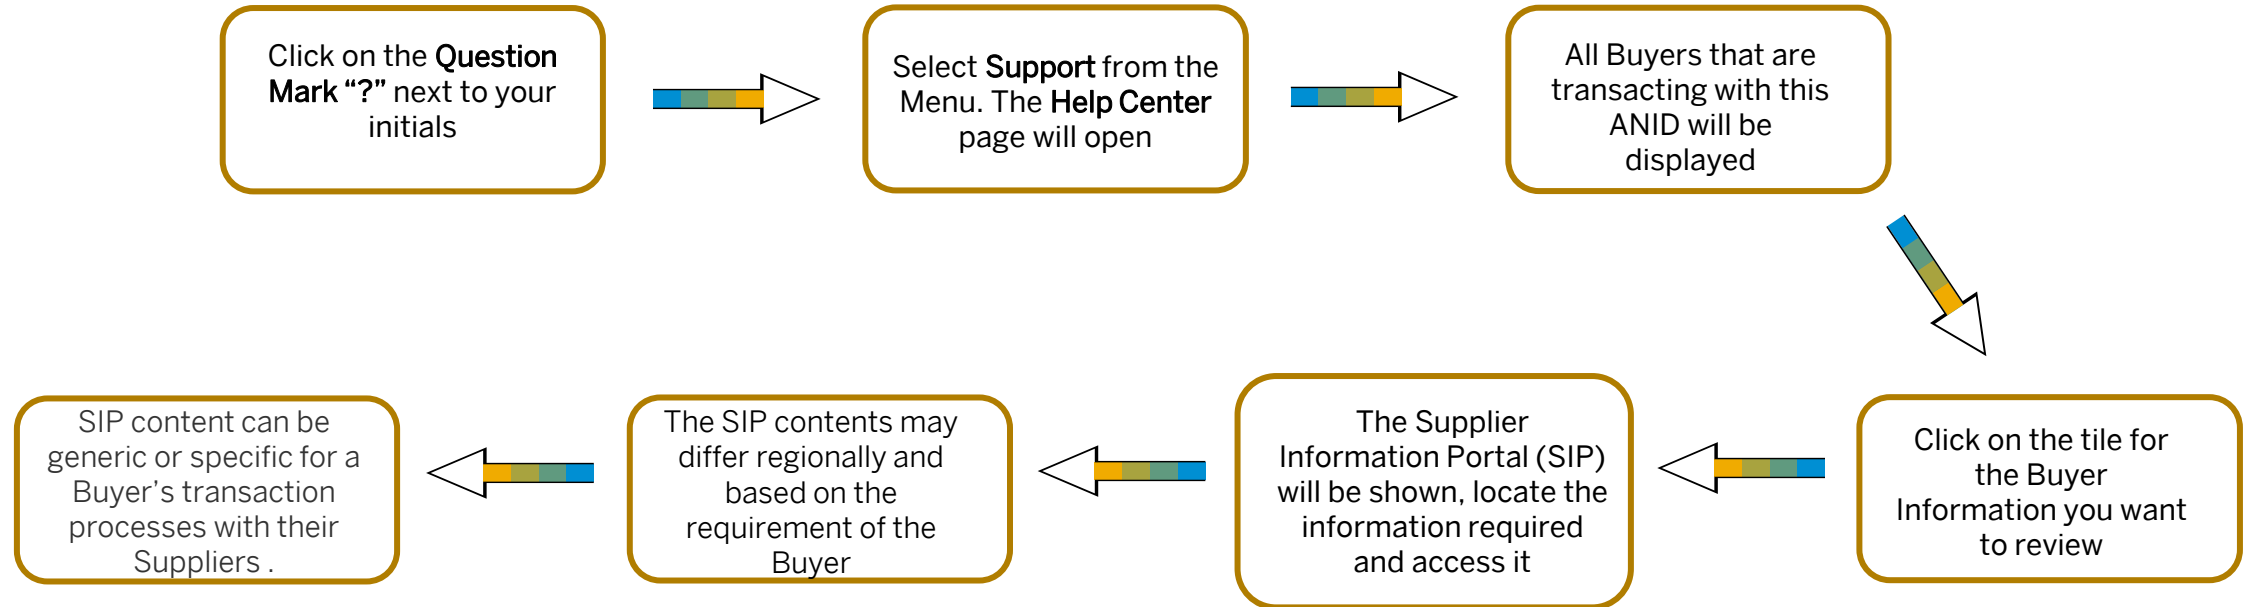 Click on the Question
Mark “?” next to your
initials
Select Support from the
Menu. The Help Center
page will open
All Buyers that are
transacting with this
ANID will be
displayed
Click on the tile for
the Buyer
Information you want
to review
The Supplier
Information Portal (SIP)
will be shown, locate the
information required
and access it
The SIP contents may
differ regionally and
based on the
requirement of the
Buyer
SIP content can be
generic or specific for a
Buyer’s transaction
processes with their
Suppliers .